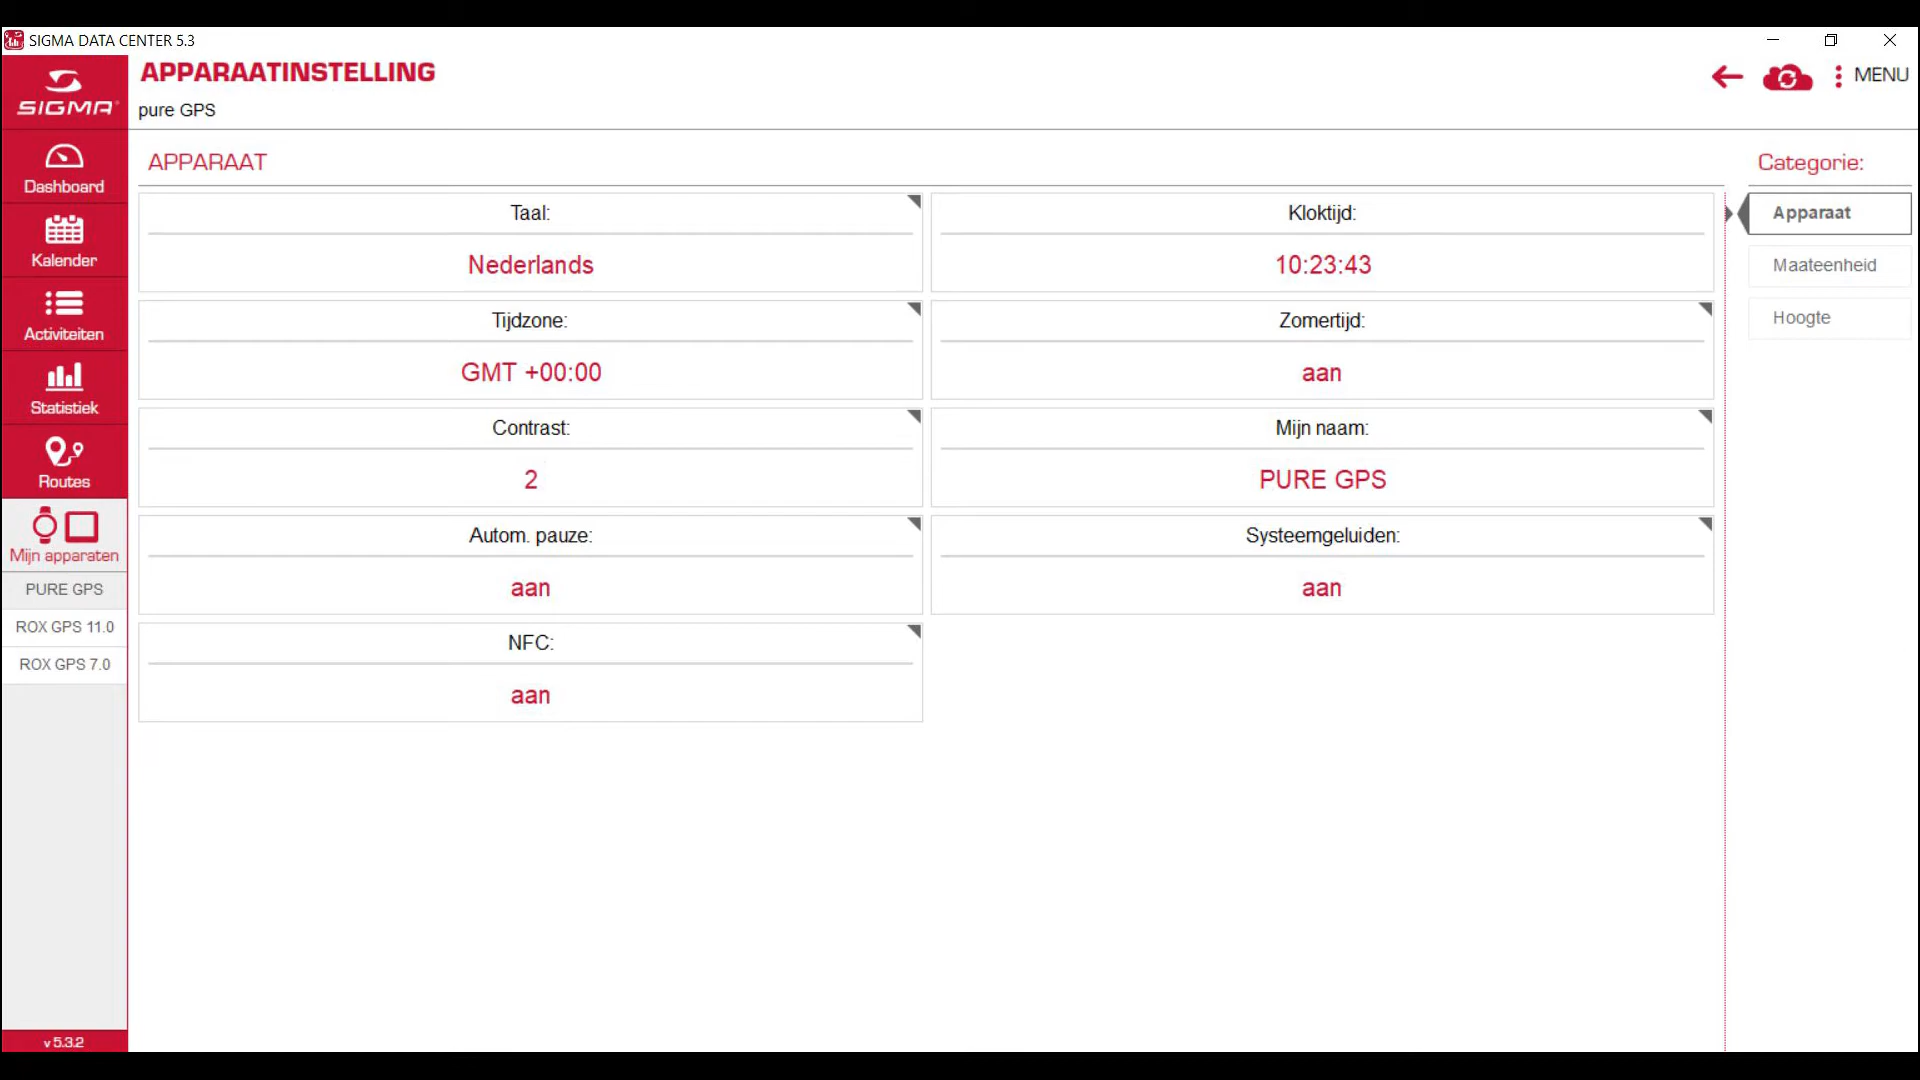 SIGMA DATA CENTER 5.3
SIGMA
APPARAATINSTELLING
pure GPS
MENU
Dashboard
Kalender
Activiteiten
Statistiek
Routes
Mijn apparaten
PURE GPS
ROX GPS 11.0
ROX GPS 7.0
v 5.3.2
APPARAAT
Taal:
Nederlands
Kloktijd:
10:23:43
Tijdzone:
GMT +00:00
Zomertijd:
aan
Contrast:
2
Mijn naam:
PURE GPS
Autom. pauze:
aan
Systeemgeluiden:
aan
NFC:
aan
Categorie:
Apparaat
Maateenheid
Hoogte